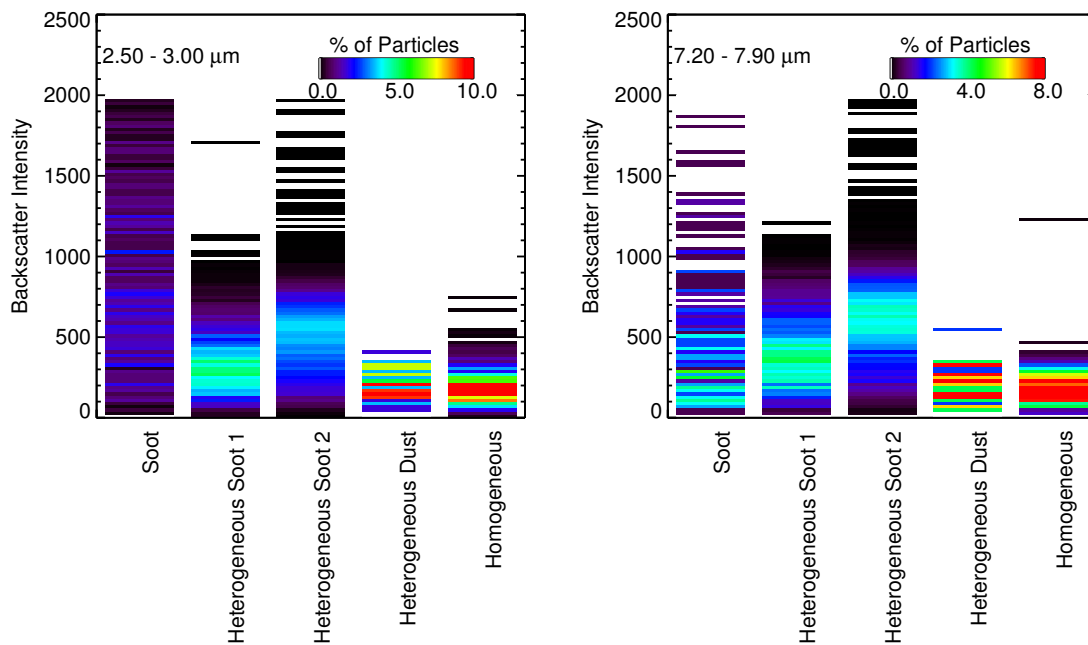 2500
2000
1500
1000
500
0
Backscatter Intensity
2.50 - 3.00 µm
% of Particles
0.0 5.0 10.0
Soot
Heterogeneous Soot 1
Heterogeneous Soot 2
Heterogeneous Dust
Homogeneous
2500
2000
1500
1000
500
0
Backscatter Intensity
7.20 - 7.90 µm
% of Particles
0.0 4.0 8.0
Soot
Heterogeneous Soot 1
Heterogeneous Soot 2
Heterogeneous Dust
Homogeneous